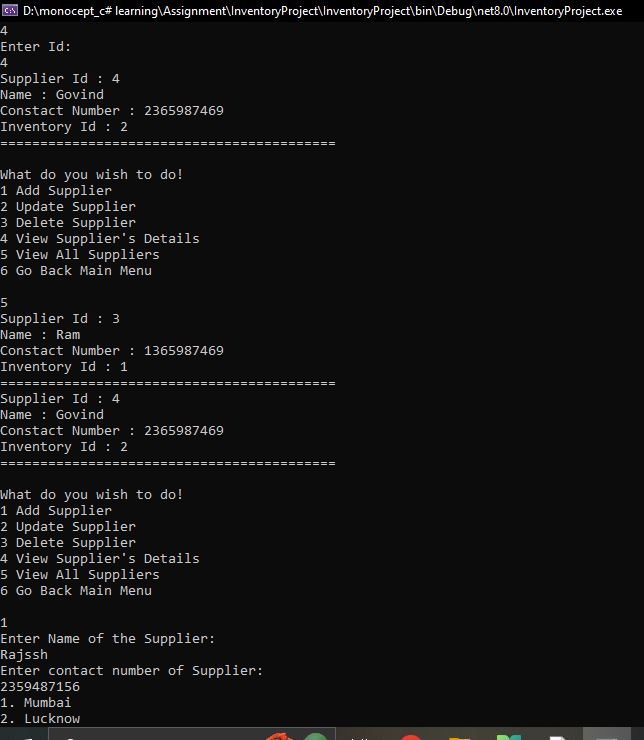 D:\monocept_c# learning\Assignment\InventoryProject\InventoryProject\bin\Debug\net8.0\InventoryProject.exe
4
Enter Id:
4
Supplier Id : 4
Name : Govind
Constact Number : 2365987469
Inventory Id : 2
==========================================
What do you wish to do!
1 Add Supplier
2 Update Supplier
3 Delete Supplier
4 View Supplier's Details
5 View All Suppliers
6 Go Back Main Menu
5
Supplier Id : 3
Name : Ram
Constact Number : 1365987469
Inventory Id : 1
==========================================
Supplier Id : 4
Name : Govind
Constact Number : 2365987469
Inventory Id : 2
==========================================
What do you wish to do!
1 Add Supplier
2 Update Supplier
3 Delete Supplier
4 View Supplier's Details
5 View All Suppliers
6 Go Back Main Menu
1
Enter Name of the Supplier:
Rajssh
Enter contact number of Supplier:
2359487156
1. Mumbai
2. Lucknow